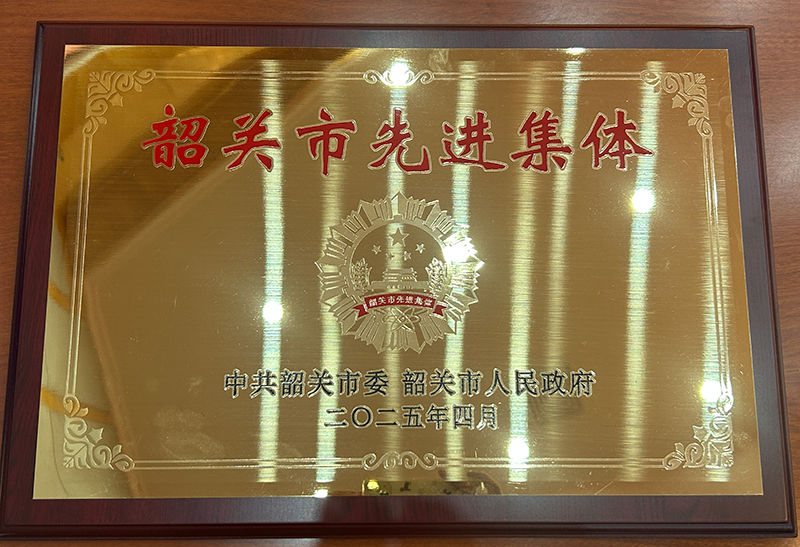 韶关市先进集体
韶关市先进集体
中共韶关市委 韶关市人民政府
二〇二五年四月